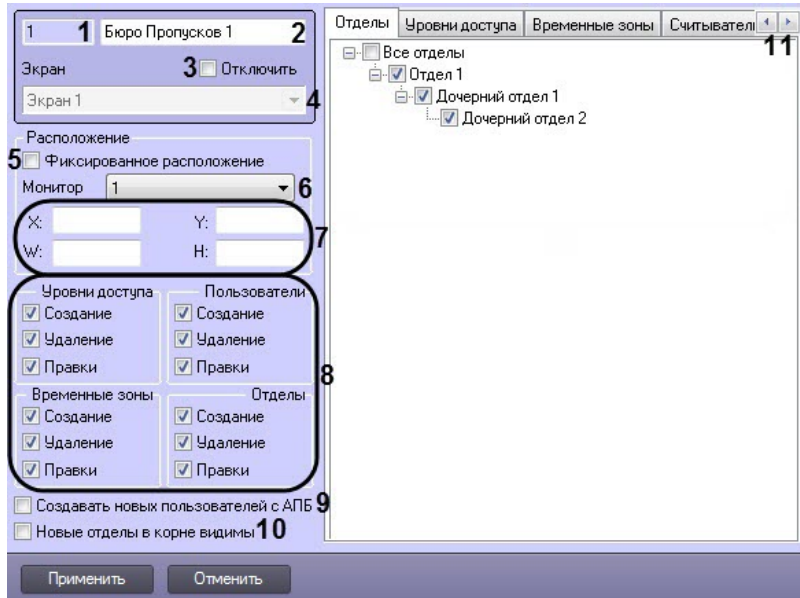 1 1 Бюро Пропусков 1 2
Экран 3 Отключить
Экран 1 4
Расположение
5 Фиксированное расположение
Монитор 1 6
X: Y: 7
W: H:
Уровни доступа Пользователи
Создание Создание
Удаление Удаление
Правки Правки
8
Временные зоны Отделы
Создание Создание
Удаление Удаление
Правки Правки
Создавать новых пользователей с АПБ 9
Новые отделы в корне видимы 10
Отделы Уровни доступа Временные зоны Считывател
11
Все отделы
Отдел 1
Дочерний отдел 1
Дочерний отдел 2
Применить Отменить